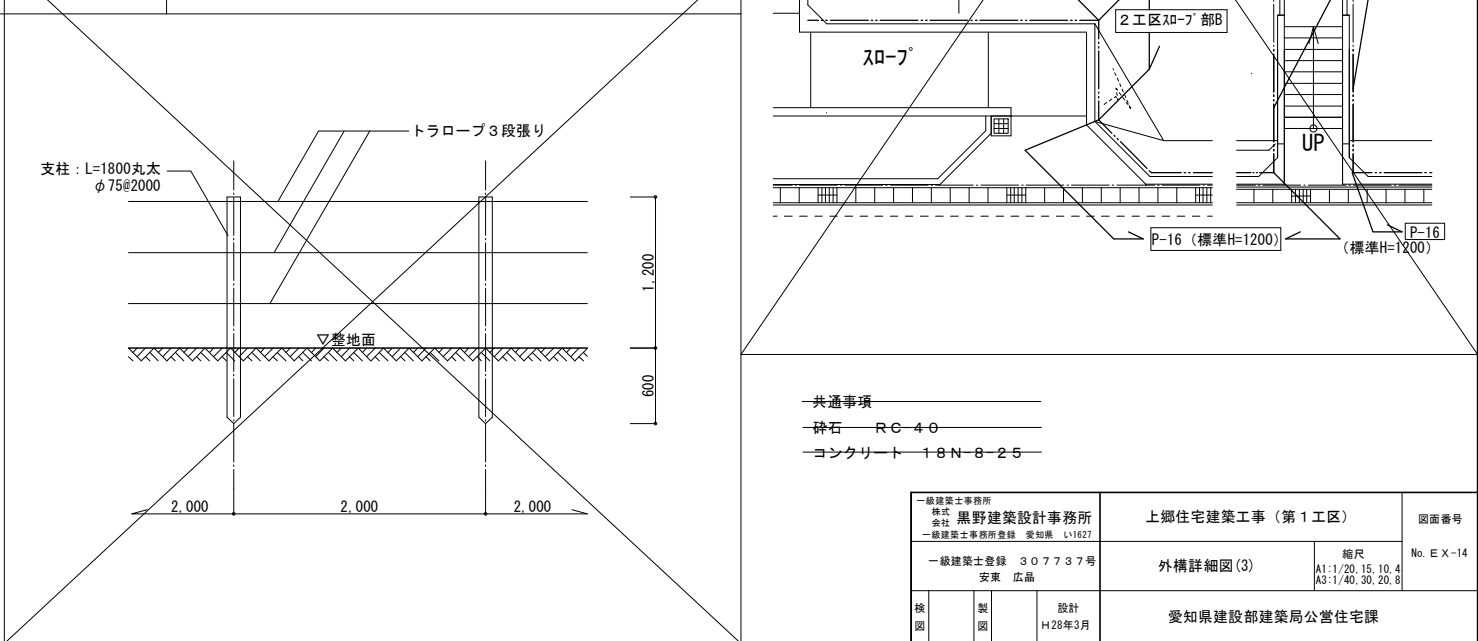 トラロープ3段張り
支柱：L=1800丸太
φ75@2000
▽整地面
1,200
600
2,000
2,000
2,000
2工区スロープ部B
スロープ
UP
P-16 (標準H=1200)
P-16
(標準H=1200)
共通事項
砕石 RC-40
コンクリート 18N-8-25
一級建築士事務所
株式会社 黒野建築設計事務所
一級建築士事務所登録 愛知県 い1627
一級建築士登録 307737号
安東 広晶
検図
製図
設計
H28年3月
上郷住宅建築工事（第1工区）
外構詳細図(3)
縮尺
A1:1/20,15,10,4
A3:1/40,30,20,8
愛知県建設部建築局公営住宅課
図面番号
No.EX-14